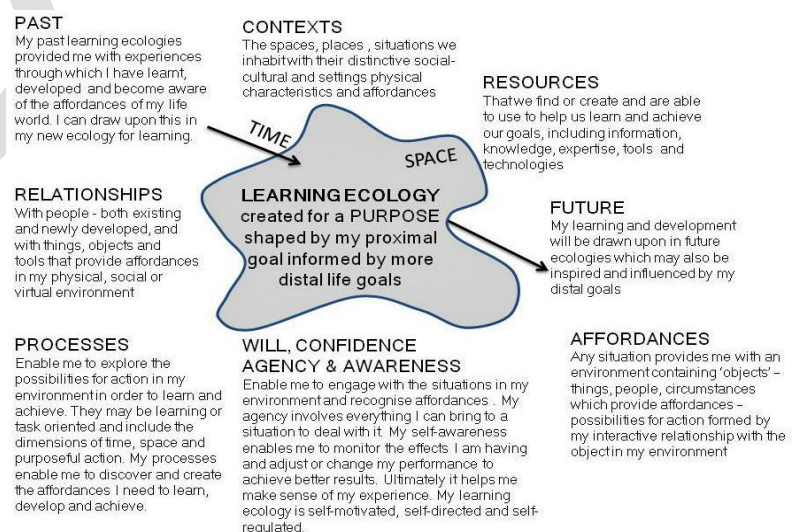 PAST
My past learning ecologies
provided me with experiences
through which I have learnt,
developed and become aware
of the affordances of my life
world. I can draw upon this in
my new ecology for learning.
CONTEXTS
The spaces, places , situations we
inhabit with their distinctive social-
cultural and settings physical
characteristics and affordances
RESOURCES
That we find or create and are able
to use to help us learn and achieve
our goals, including information,
knowledge, expertise, tools and
technologies
TIME
SPACE
RELATIONSHIPS
With people - both existing
and newly developed, and
with things, objects and
tools that provide affordances
in my physical, social or
virtual environment
LEARNING ECOLOGY
created for a PURPOSE
shaped by my proximal
goal informed by more
distal life goals
FUTURE
My learning and development
will be drawn upon in future
ecologies which may also be
inspired and influenced by my
distal goals
PROCESSES
Enable me to explore the
possibilities for action in my
environment in order to learn and
achieve. They may be learning or
task oriented and include the
dimensions of time, space and
purposeful action. My processes
enable me to discover and create
the affordances I need to learn,
develop and achieve.
WILL, CONFIDENCE
AGENCY & AWARENESS
Enable me to engage with the situations in my
environment and recognise affordances . My
agency involves everything I can bring to a
situation to deal with it. My self-awareness
enables me to monitor the effects I am having
and adjust or change my performance to
achieve better results. Ultimately it helps me
make sense of my experience. My learning
ecology is self-motivated, self-directed and self-
regulated.
AFFORDANCES
Any situation provides me with an
environment containing 'objects' –
things, people, circumstances
which provide affordances –
possibilities for action formed by
my interactive relationship with the
object in my environment